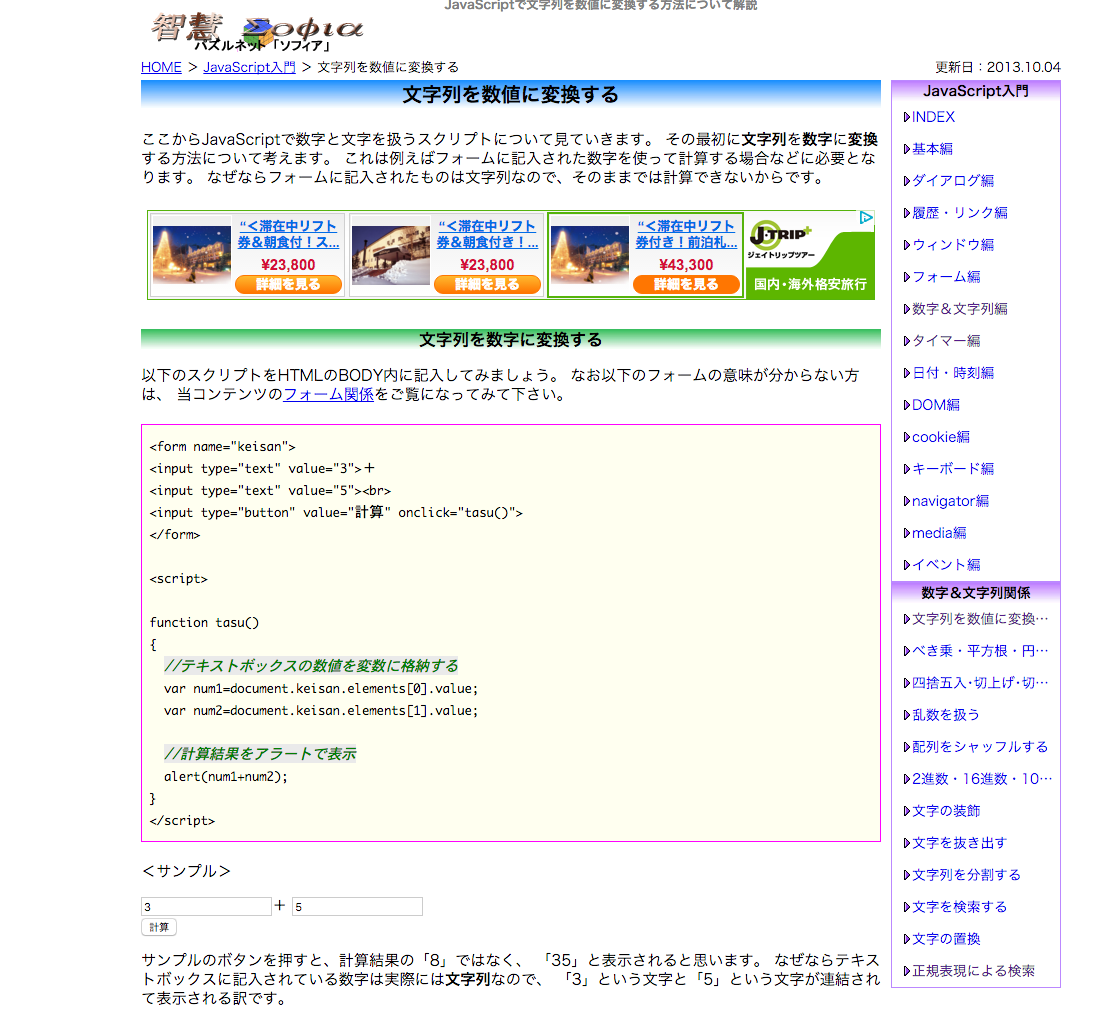 JavaScriptで文字列を数値に変換する方法について解説
智慧 Σοφια
パズルネット「ソフィア」
HOME > JavaScript入門 > 文字列を数値に変換する
更新日：2013.10.04
文字列を数値に変換する
ここからJavaScriptで数字と文字を扱うスクリプトについて見ていきます。 その最初に文字列を数字に変換
する方法について考えます。 これは例えばフォームに記入された数字を使って計算する場合などに必要とな
ります。 なぜならフォームに記入されたものは文字列なので、そのままでは計算できないからです。
“＜滞在中リフト
券＆朝食付！ス...
¥23,800
詳細を見る
“＜滞在中リフト
券＆朝食付き！...
¥23,800
詳細を見る
“＜滞在中リフト
券付き！前泊札...
¥43,300
詳細を見る
J-TRIP
ジェイトリップツアー
国内・海外格安旅行
文字列を数字に変換する
以下のスクリプトをHTMLのBODY内に記入してみましょう。 なお以下のフォームの意味が分からない方
は、 当コンテンツのフォーム関係をご覧になってみて下さい。
<form name="keisan">
<input type="text" value="3">＋
<input type="text" value="5"><br>
<input type="button" value="計算" onclick="tasu()">
</form>
<script>
function tasu()
{
//テキストボックスの数値を変数に格納する
var num1=document.keisan.elements[0].value;
var num2=document.keisan.elements[1].value;
//計算結果をアラートで表示
alert(num1+num2);
}
</script>
＜サンプル＞
3 ＋ 5
計算
サンプルのボタンを押すと、計算結果の「8」ではなく、 「35」と表示されると思います。 なぜならテキス
トボックスに記入されている数字は実際には文字列なので、 「3」という文字と「5」という文字が連結され
て表示される訳です。
JavaScript入門
INDEX
基本編
ダイアログ編
履歴・リンク編
ウィンドウ編
フォーム編
数字＆文字列編
タイマー編
日付・時刻編
DOM編
cookie編
キーボード編
navigator編
media編
イベント編
数字＆文字列関係
文字列を数値に変換…
べき乗・平方根・円…
四捨五入･切上げ･切…
乱数を扱う
配列をシャッフルする
2進数・16進数・10…
文字の装飾
文字を抜き出す
文字列を分割する
文字を検索する
文字の置換
正規表現による検索